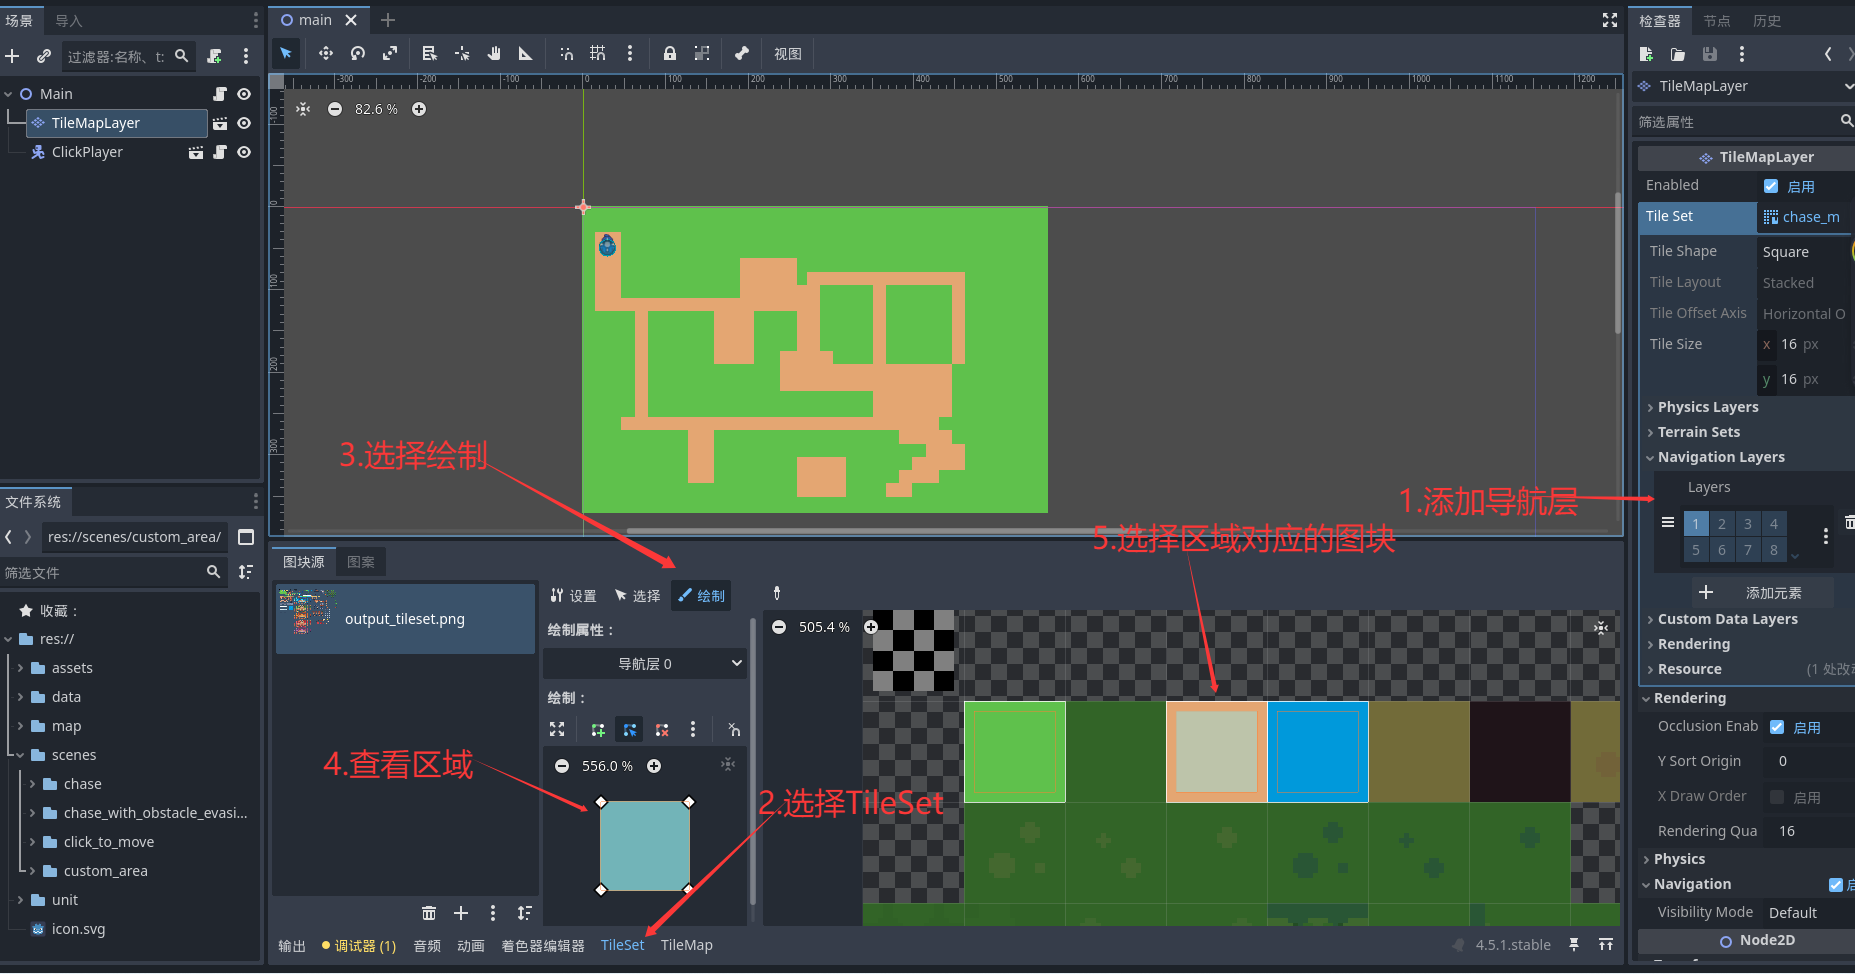 场景 导入
过滤器:名称、t:
Main
TileMapLayer
ClickPlayer
文件系统
res://scenes/custom_area/
筛选文件
收藏：
res://
assets
data
map
scenes
chase
chase_with_obstacle_evasi...
click_to_move
custom_area
unit
icon.svg
main
视图
-300 -200 -100 0 100 200 300 400 500 600 700 800 900 1000 1100 1200
-100
0
100
200
300
82.6 %
3.选择绘制
1.添加导航层
5.选择区域对应的图块
4.查看区域
2.选择TileSet
图块源 图案
output_tileset.png
设置 选择 绘制
绘制属性：
导航层 0
绘制：
556.0 %
505.4 %
输出 调试器 (1) 音频 动画 着色器编辑器 TileSet TileMap
4.5.1.stable
检查器 节点 历史
TileMapLayer
筛选属性
TileMapLayer
Enabled 启用
Tile Set chase_m
Tile Shape Square
Tile Layout Stacked
Tile Offset Axis Horizontal O
Tile Size x 16 px
y 16 px
Physics Layers
Terrain Sets
Navigation Layers
Layers
1 2 3 4
5 6 7 8
添加元素
Custom Data Layers
Rendering
Resource (1 处改动
Rendering
Occlusion Enab 启用
Y Sort Origin 0
X Draw Order 启用
Rendering Qua 16
Physics
Navigation
Visibility Mode Default
Node2D